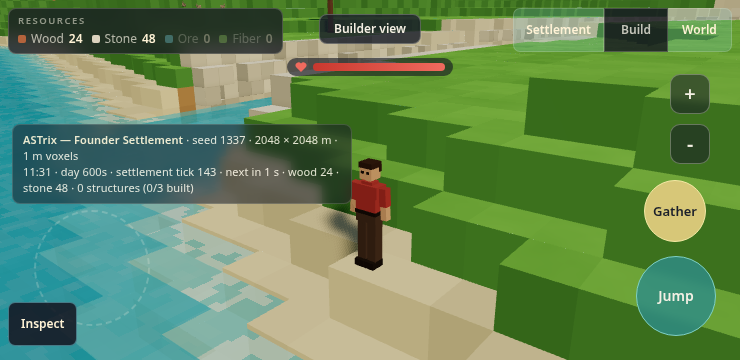 RESOURCES
Wood 24 Stone 48 Ore 0 Fiber 0
Builder view
Settlement Build World
+
-
ASTrix — Founder Settlement · seed 1337 · 2048 × 2048 m ·
1 m voxels
11:31 · day 600s · settlement tick 143 · next in 1 s · wood 24 ·
stone 48 · 0 structures (0/3 built)
Gather
Jump
Inspect